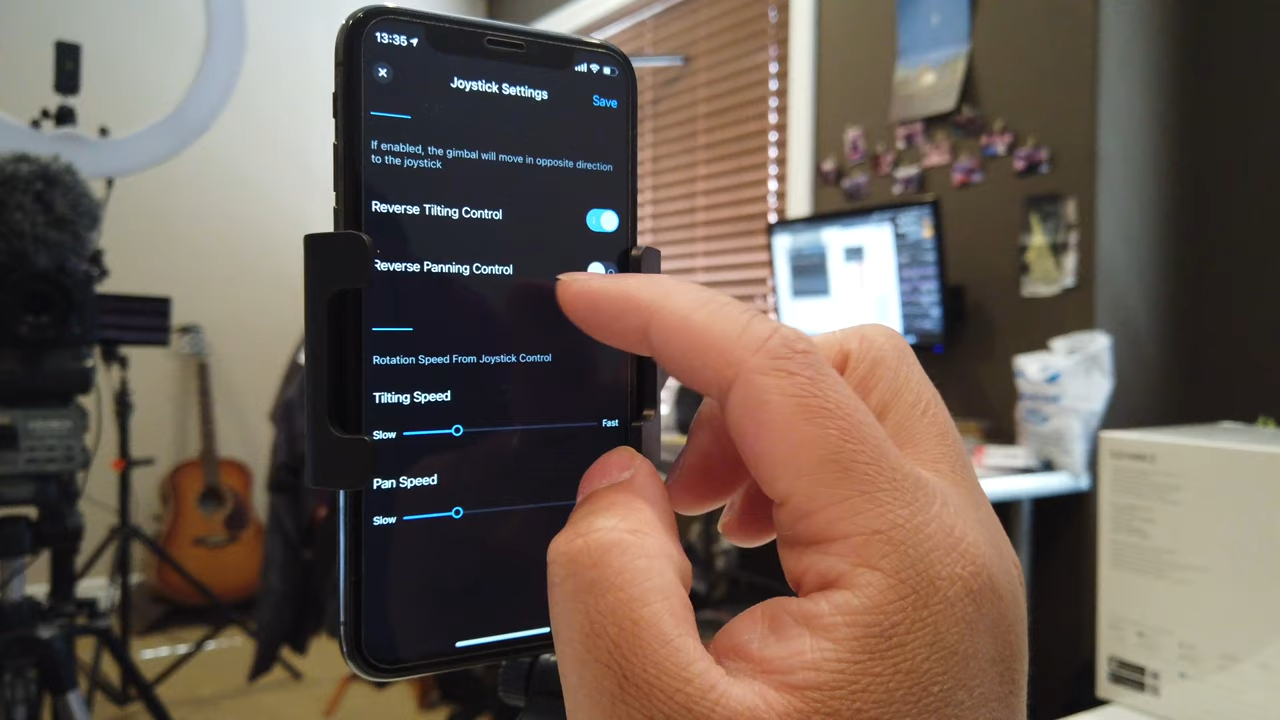 13:35
Joystick Settings
Save
If enabled, the gimbal will move in opposite direction
to the joystick
Reverse Tilting Control
Reverse Panning Control
Rotation Speed From Joystick Control
Tilting Speed
Slow
Fast
Pan Speed
Slow